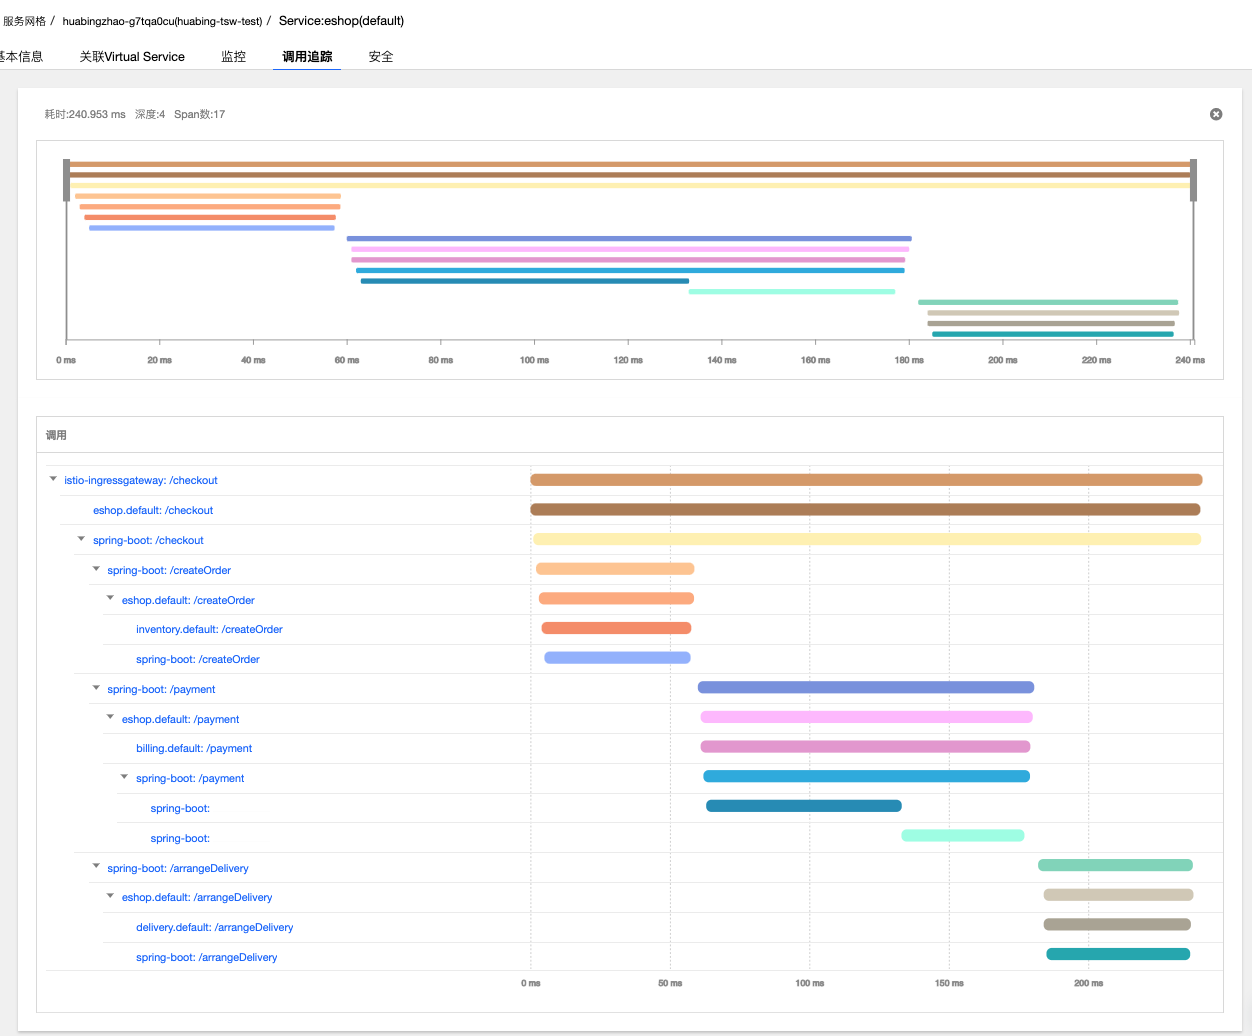 服务网格 / huabingzhao-g7tqa0cu(huabing-tsw-test) / Service:eshop(default)
基本信息 关联Virtual Service 监控 调用追踪 安全
耗时:240.953 ms 深度:4 Span数:17
0 ms 20 ms 40 ms 60 ms 80 ms 100 ms 120 ms 140 ms 160 ms 180 ms 200 ms 220 ms 240 ms
调用
istio-ingressgateway: /checkout
eshop.default: /checkout
spring-boot: /checkout
spring-boot: /createOrder
eshop.default: /createOrder
inventory.default: /createOrder
spring-boot: /createOrder
spring-boot: /payment
eshop.default: /payment
billing.default: /payment
spring-boot: /payment
spring-boot:
spring-boot:
spring-boot: /arrangeDelivery
eshop.default: /arrangeDelivery
delivery.default: /arrangeDelivery
spring-boot: /arrangeDelivery
0 ms 50 ms 100 ms 150 ms 200 ms